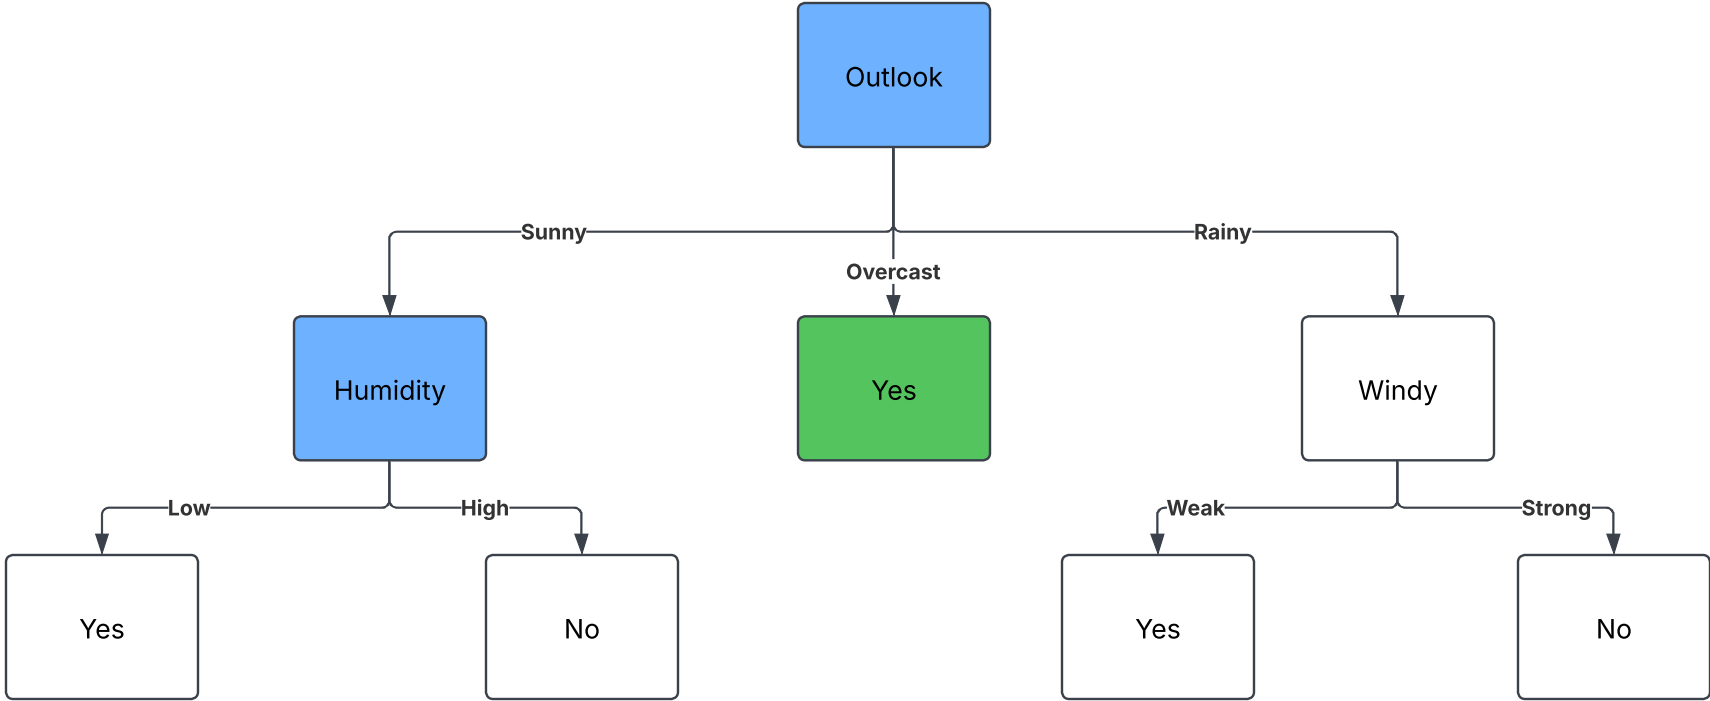 Outlook
Sunny
Rainy
Overcast
Humidity
Yes
Windy
Low
High
Weak
Strong
Yes
No
Yes
No